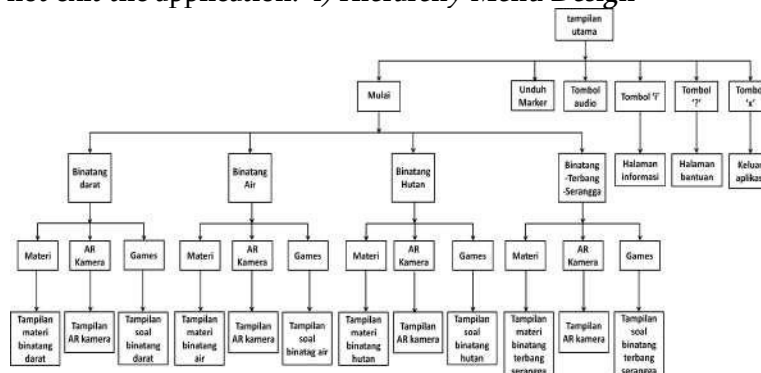 not exit the application. 1) Hierarchy Menu Design
tampilan
utama
Mulai
Unduh
Marker
Tombol
audio
Tombol 'i'
Tombol
'?'
Tombo
'x'
Binatang
darat
Binatang
Air
Binatang
Hutan
Binatang
-Terbang
-Serangga
Halaman
informasi
Halaman
bantuan
Keluar
aplikas
Materi
AR
Kamera
Games
Materi
AR
Kamera
Games
Materi
AR
Kamera
Games
Materi
AR
Kamera
Games
Tampilan
materi
binatang
darat
Tampilan
AR kamera
Tampilan
soal
binatang
darat
Tampilan
materi
binatang
air
Tampilan
AR kamera
Tampilan
soal
binatag air
Tampilan
materi
binatang
hutan
Tampilan
AR kamera
Tampilan
soal
binatang
hutan
Tampilan
materi
binatang
terbang
serangga
Tampilan
AR kamera
Tampilan
soal
binatang
terbang
serangga